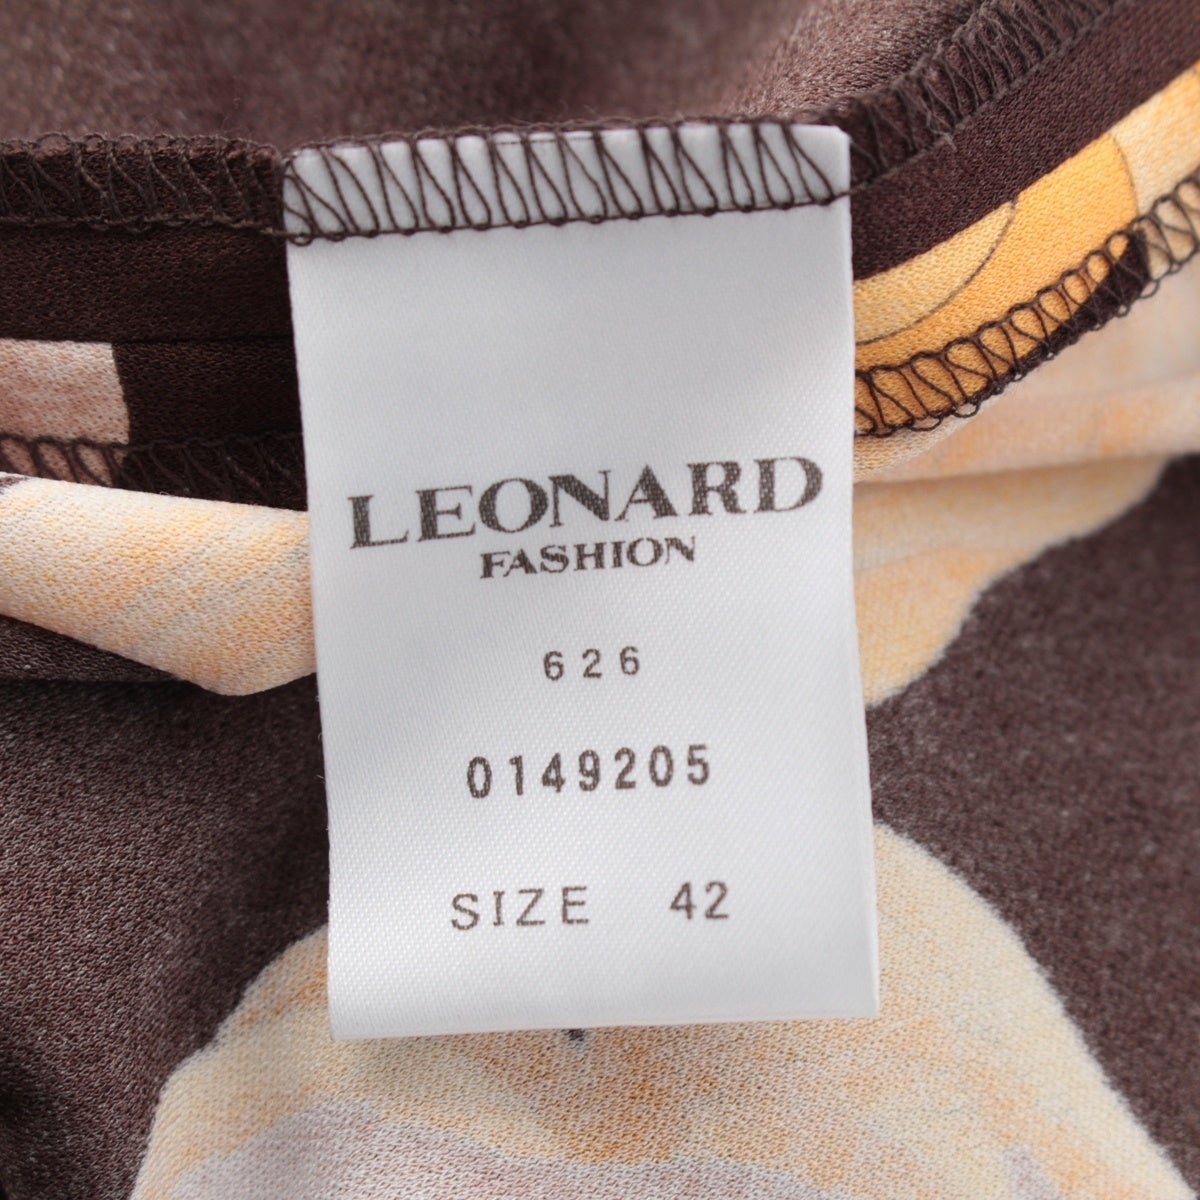 LEONARD
FASHION
626
0149205
SIZE 42